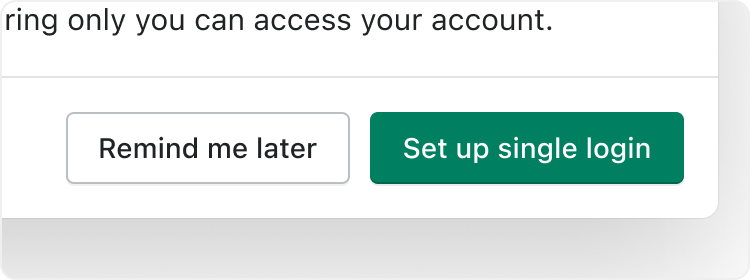 ring only you can access your account.
Remind me later
Set up single login